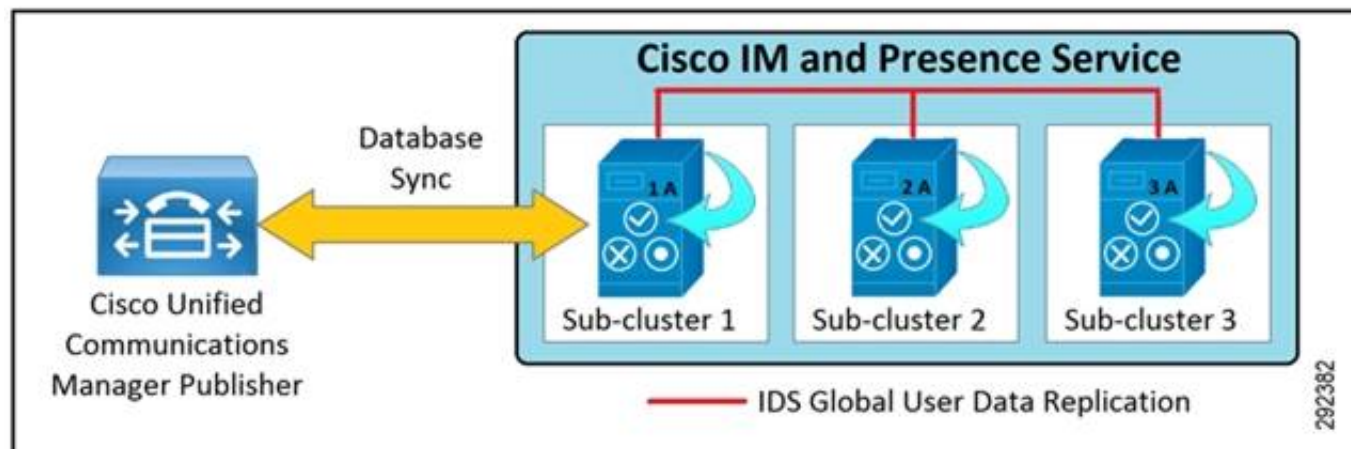 Cisco IM and Presence Service
Database
Sync
1 A
2 A
3 A
Sub-cluster 1
Sub-cluster 2
Sub-cluster 3
Cisco Unified
Communications
Manager Publisher
IDS Global User Data Replication
292382